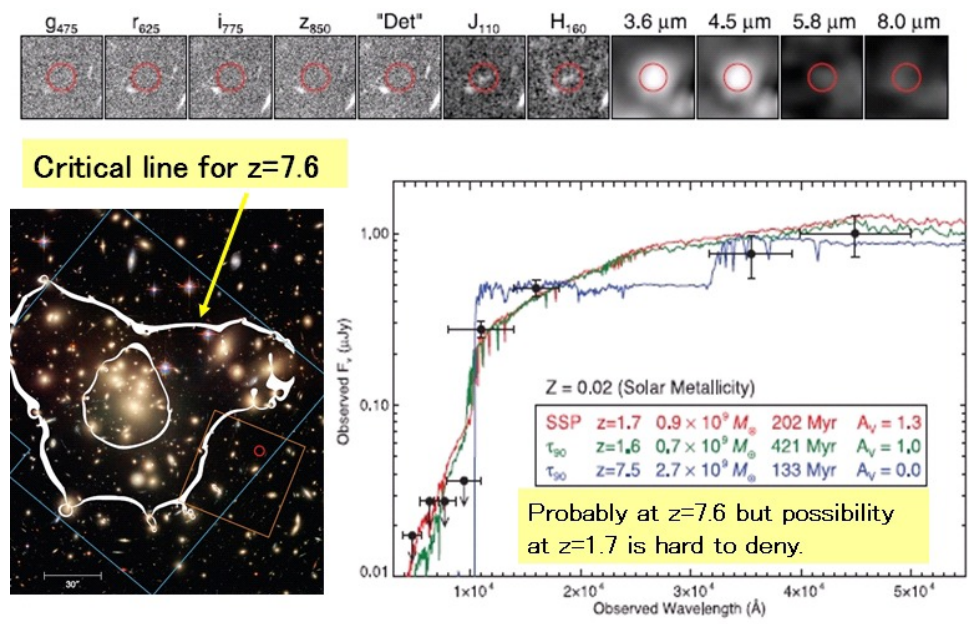 g475 r625 i775 z850 "Det" J110 H160 3.6 μm 4.5 μm 5.8 μm 8.0 μm
Critical line for z=7.6
30"
Observed Fν (μJy)
1.00
0.10
0.01
Z = 0.02 (Solar Metallicity)
SSP z=1.7 0.9 × 10⁹ M⊙ 202 Myr Aᵥ = 1.3
τ90 z=1.6 0.7 × 10⁹ M⊙ 421 Myr Aᵥ = 1.0
τ90 z=7.5 2.7 × 10⁹ M⊙ 133 Myr Aᵥ = 0.0
Probably at z=7.6 but possibility
at z=1.7 is hard to deny.
1×10⁴ 2×10⁴ 3×10⁴ 4×10⁴ 5×10⁴
Observed Wavelength (Å)